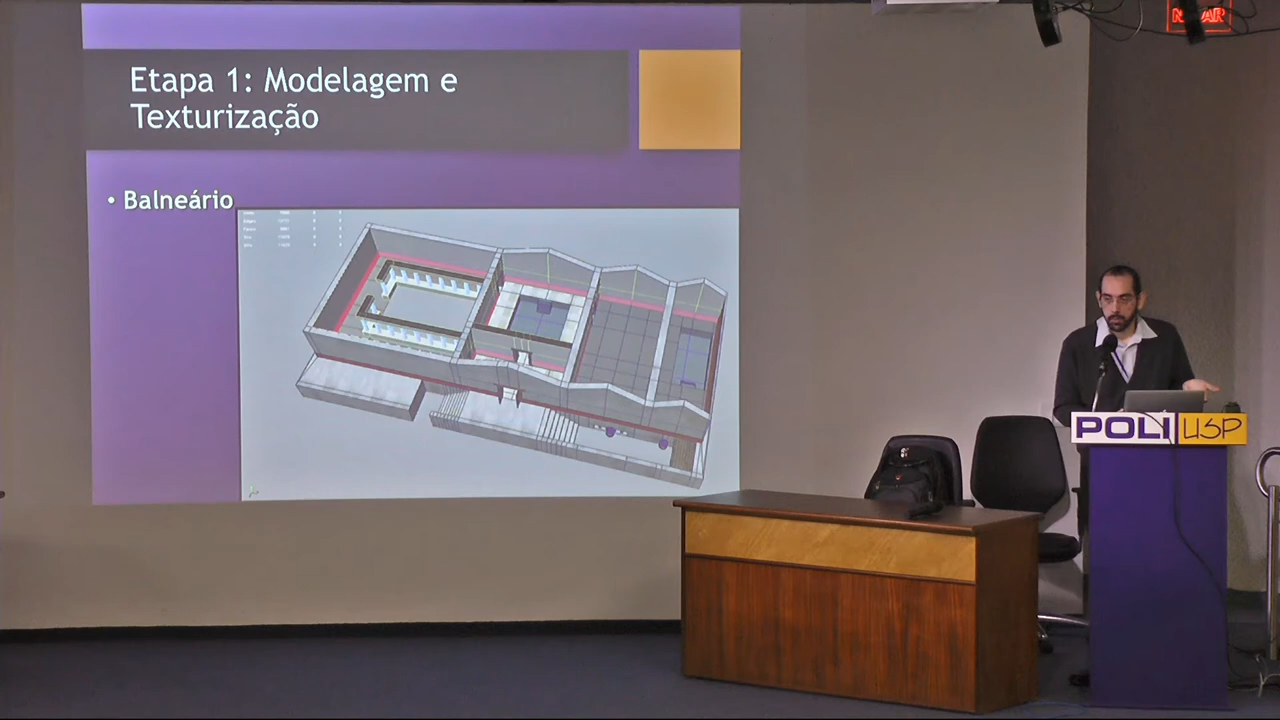 Etapa 1: Modelagem e
Texturização
• Balneário
POLI USP